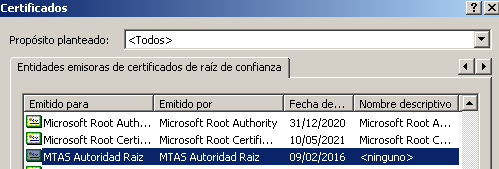 Certificados
Propósito planteado: <Todos>
Entidades emisoras de certificados de raíz de confianza
Emitido para Emitido por Fecha de... Nombre descriptivo
Microsoft Root Auth... Microsoft Root Authority 31/12/2020 Microsoft Root A...
Microsoft Root Certi... Microsoft Root Certifi... 10/05/2021 Microsoft Root C...
MTAS Autoridad Raiz MTAS Autoridad Raiz 09/02/2016 <ninguno>